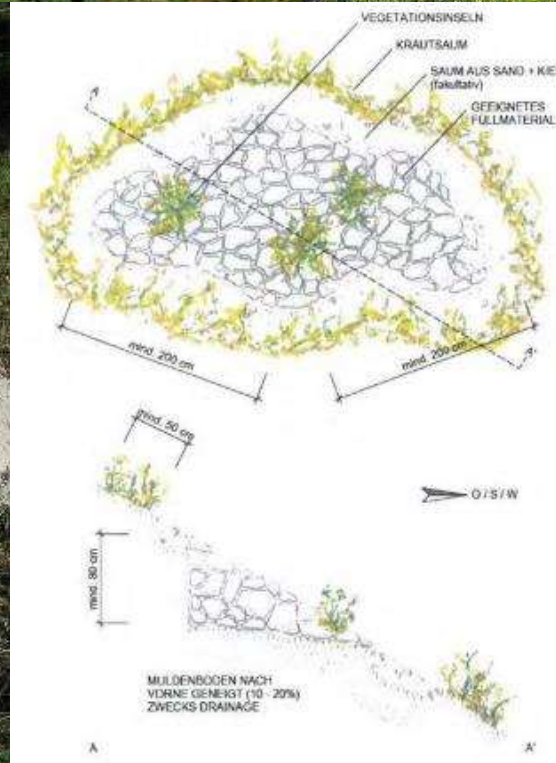 VEGETATIONSINSELN
KRAUTSAUM
SAUM AUS SAND + KIE
(fakultativ)
GEEIGNETES
FÜLLMATERIAL
A
A'
mind. 200 cm
mind. 200 cm
mind. 50 cm
O / S / W
mind. 80 cm
MULDENBODEN NACH
VORNE GENEIGT (10 - 20%)
ZWECKS DRAINAGE
A
A'